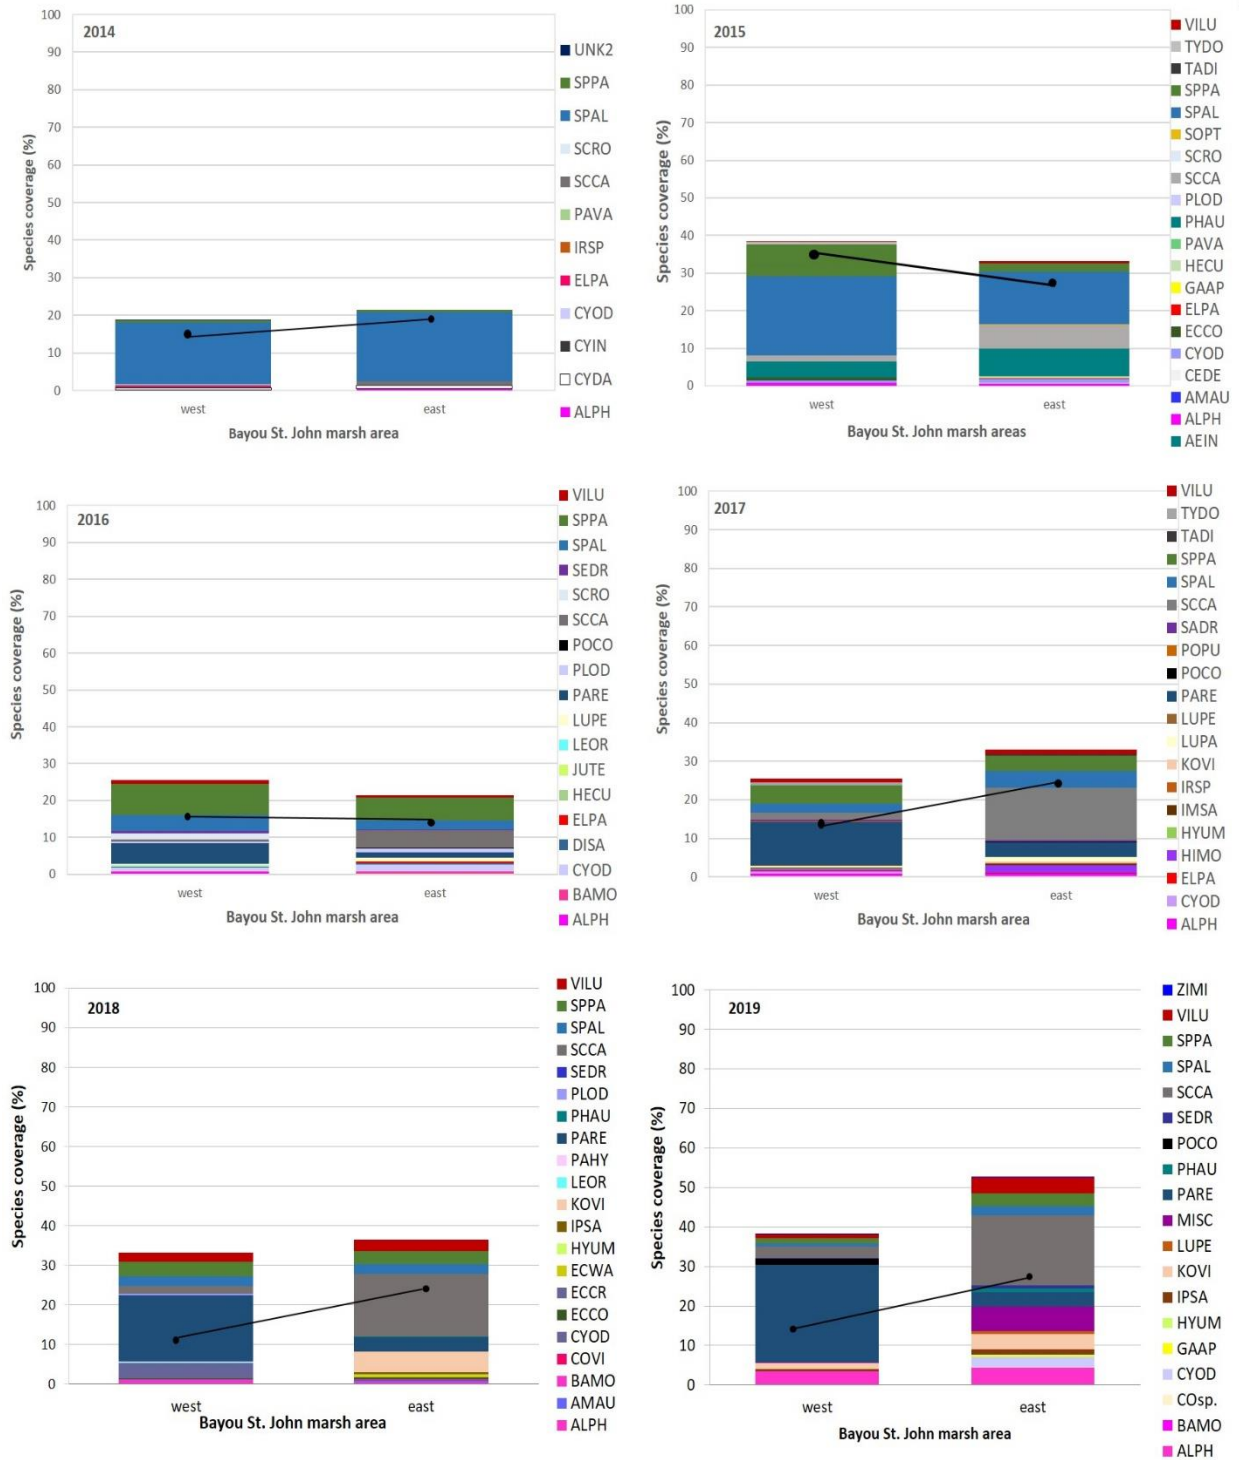 2014
100
90
80
70
60
50
40
30
20
10
0
Species coverage (%)
west
east
Bayou St. John marsh area
UNK2
SPPA
SPAL
SCRO
SCCA
PAVA
IRSP
ELPA
CYOD
CYIN
CYDA
ALPH
2015
100
90
80
70
60
50
40
30
20
10
0
Species coverage (%)
west
east
Bayou St. John marsh areas
VILU
TYDO
TADI
SPPA
SPAL
SOPT
SCRO
SCCA
PLOD
PHAU
PAVA
HECU
GAAP
ELPA
ECCO
CYOD
CEDE
AMAU
ALPH
AEIN
2016
100
90
80
70
60
50
40
30
20
10
0
Species coverage (%)
west
east
Bayou St. John marsh area
VILU
SPPA
SPAL
SEDR
SCRO
SCCA
POCO
PLOD
PARE
LUPE
LEOR
JUTE
HECU
ELPA
DISA
CYOD
BAMO
ALPH
2017
100
90
80
70
60
50
40
30
20
10
0
Species coverage (%)
west
east
Bayou St. John marsh area
VILU
TYDO
TADI
SPPA
SPAL
SCCA
SADR
POPU
POCO
PARE
LUPE
LUPA
KOVI
IRSP
IMSA
HYUM
HIMO
ELPA
CYOD
ALPH
2018
100
90
80
70
60
50
40
30
20
10
0
Species coverage (%)
west
east
Bayou St. John marsh area
VILU
SPPA
SPAL
SCCA
SEDR
PLOD
PHAU
PARE
PAHY
LEOR
KOVI
IPSA
HYUM
ECWA
ECCR
ECCO
CYOD
COVI
BAMO
AMAU
ALPH
2019
100
90
80
70
60
50
40
30
20
10
0
Species coverage (%)
west
east
Bayou St. John marsh area
ZIMI
VILU
SPPA
SPAL
SCCA
SEDR
POCO
PHAU
PARE
MISC
LUPE
KOVI
IPSA
HYUM
GAAP
CYOD
COsp.
BAMO
ALPH